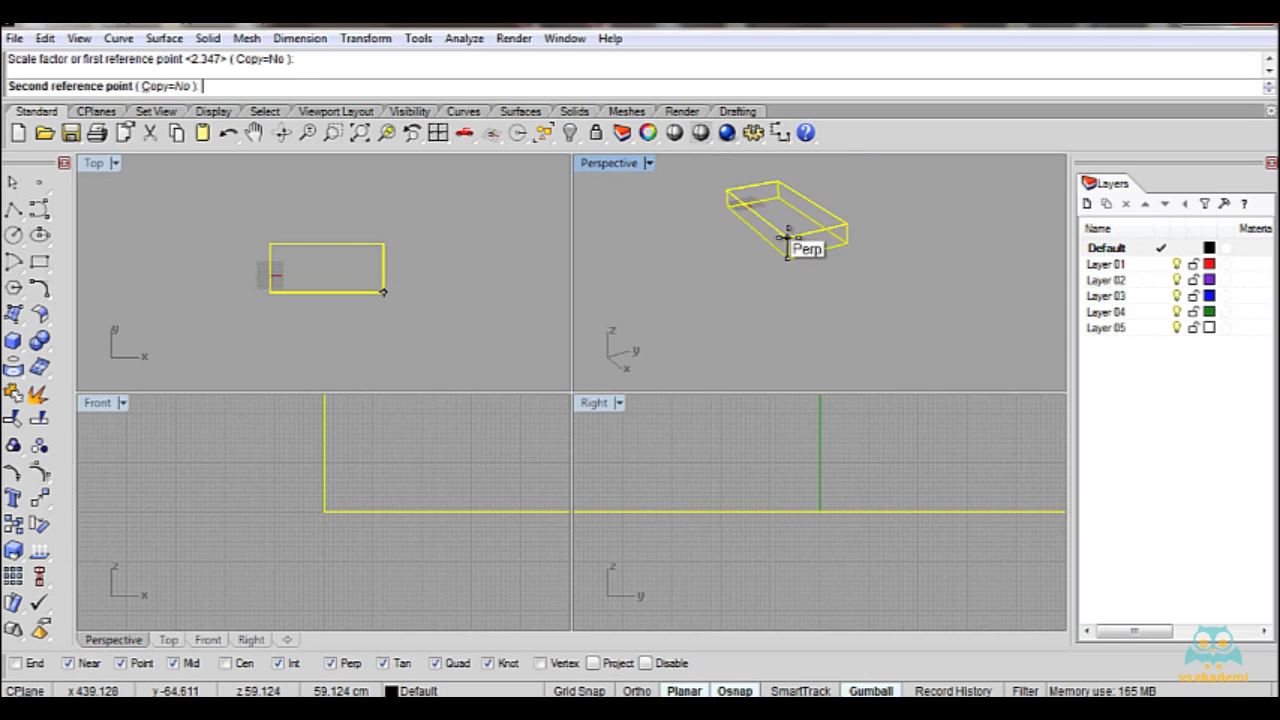 File Edit View Curve Surface Solid Mesh Dimension Transform Tools Analyze Render Window Help
Scale factor or first reference point <2.347> ( Copy=No ):
Second reference point ( Copy=No ):
Standard CPlanes Set View Display Select Viewport Layout Visibility Curves Surfaces Solids Meshes Render Drafting
Top
Perspective
Layers
Name Materia
Default
Layer 01
Layer 02
Layer 03
Layer 04
Layer 05
Perp
y
x
z
y
x
Front
Right
z
x
z
y
Perspective Top Front Right
End Near Point Mid Cen Int Perp Tan Quad Knot Vertex Project Disable
CPlane x 439.128 y -64.611 z 59.124 59.124 cm Default Grid Snap Ortho Planar Osnap SmartTrack Gumball Record History Filter Memory use: 165 MB
vsakademi